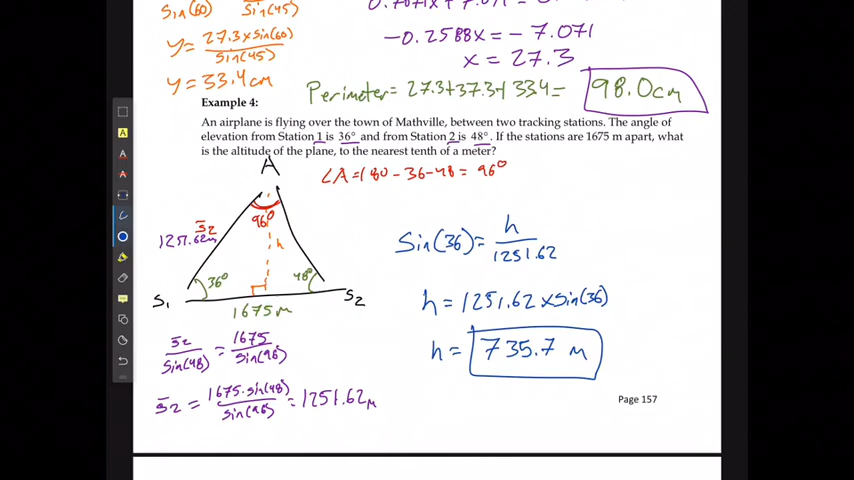 sin(60) sin(45)
0.7071x + 7.071
y = 27.3 x sin(60) / sin(45)
-0.2588x = - 7.071
x = 27.3
y = 33.4 cm
Perimeter = 27.3+37.3+33.4 = 98.0cm
Example 4:
An airplane is flying over the town of Mathville, between two tracking stations. The angle of
elevation from Station 1 is 36° and from Station 2 is 48°. If the stations are 1675 m apart, what
is the altitude of the plane, to the nearest tenth of a meter?
A
∠A = 180 - 36 - 48 = 96°
96°
s2
1251.62m
h
36°
48°
S1
S2
1675 m
Sin(36) = h / 1251.62
h = 1251.62 x sin(36)
h = 735.7 m
s2 / sin(48) = 1675 / sin(96)
s2 = 1675 · sin(48) / sin(96) = 1251.62m
Page 157